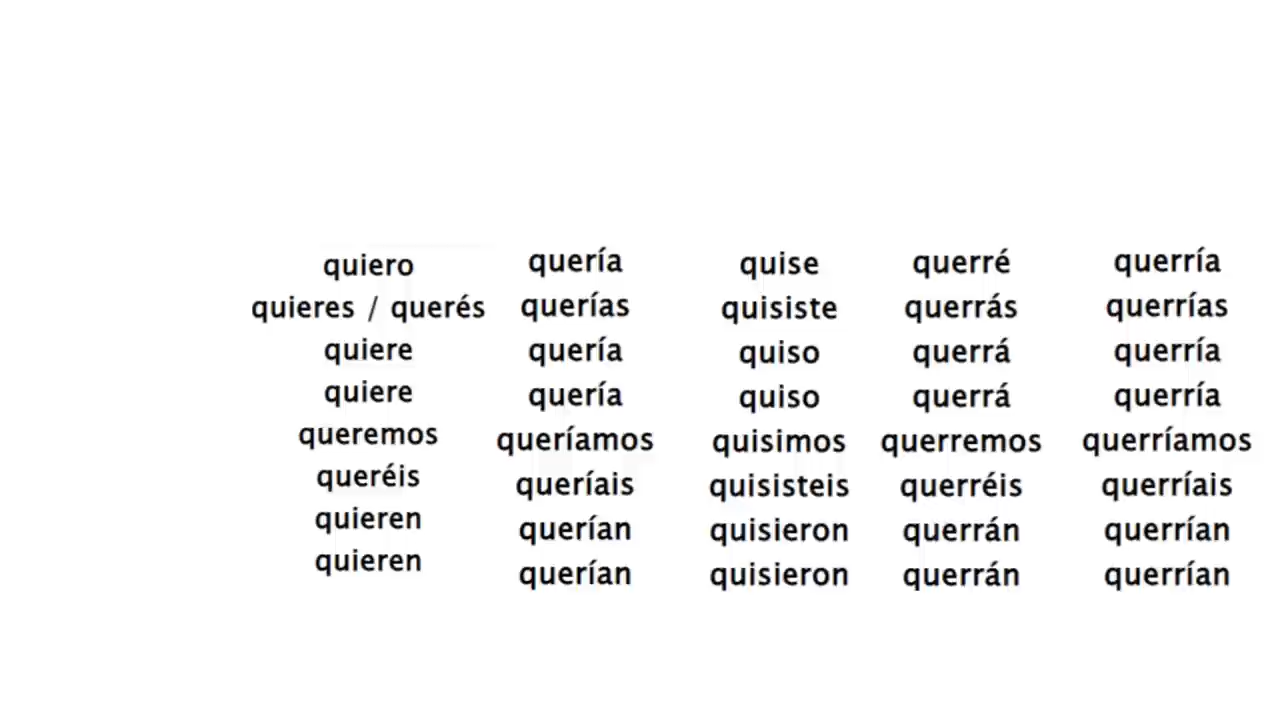 quiero quería quise querré querría
quieres / querés querías quisiste querrás querrías
quiere quería quiso querrá querría
quiere quería quiso querrá querría
queremos queríamos quisimos querremos querríamos
queréis queríais quisisteis querréis querríais
quieren querían quisieron querrán querrían
quieren querían quisieron querrán querrían